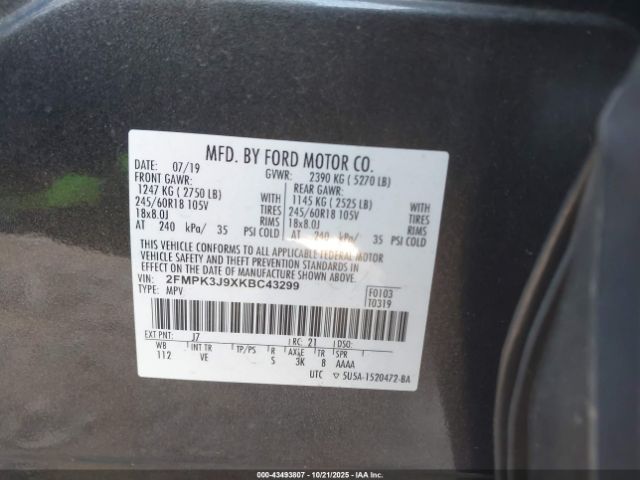 MFD. BY FORD MOTOR CO.
DATE: 07/19 GVWR: 2390 KG ( 5270 LB)
FRONT GAWR: REAR GAWR:
1247 KG ( 2750 LB) WITH 1145 KG ( 2525 LB) WITH
245/60R18 105V TIRES 245/60R18 105V TIRES
18x8.0J RIMS 18x8.0J RIMS
AT 240 kPa/ 35 PSI COLD AT 240 kPa/ 35 PSI COLD
THIS VEHICLE CONFORMS TO ALL APPLICABLE FEDERAL MOTOR
VEHICLE SAFETY AND THEFT PREVENTION STANDARDS IN
EFFECT ON THE DATE OF MANUFACTURE SHOWN ABOVE.
VIN: 2FMPK3J9XKBC43299
TYPE: MPV
F0103
T0319
EXT PNT: J7 RC: 21 DSO:
WB INT TR TP/PS R AXLE TR SPR
112 VE S 3K 8 AAAA
UTC ▽ 5U5A-1520472-BA
000-43493807 - 10/21/2025 - IAAI.COM